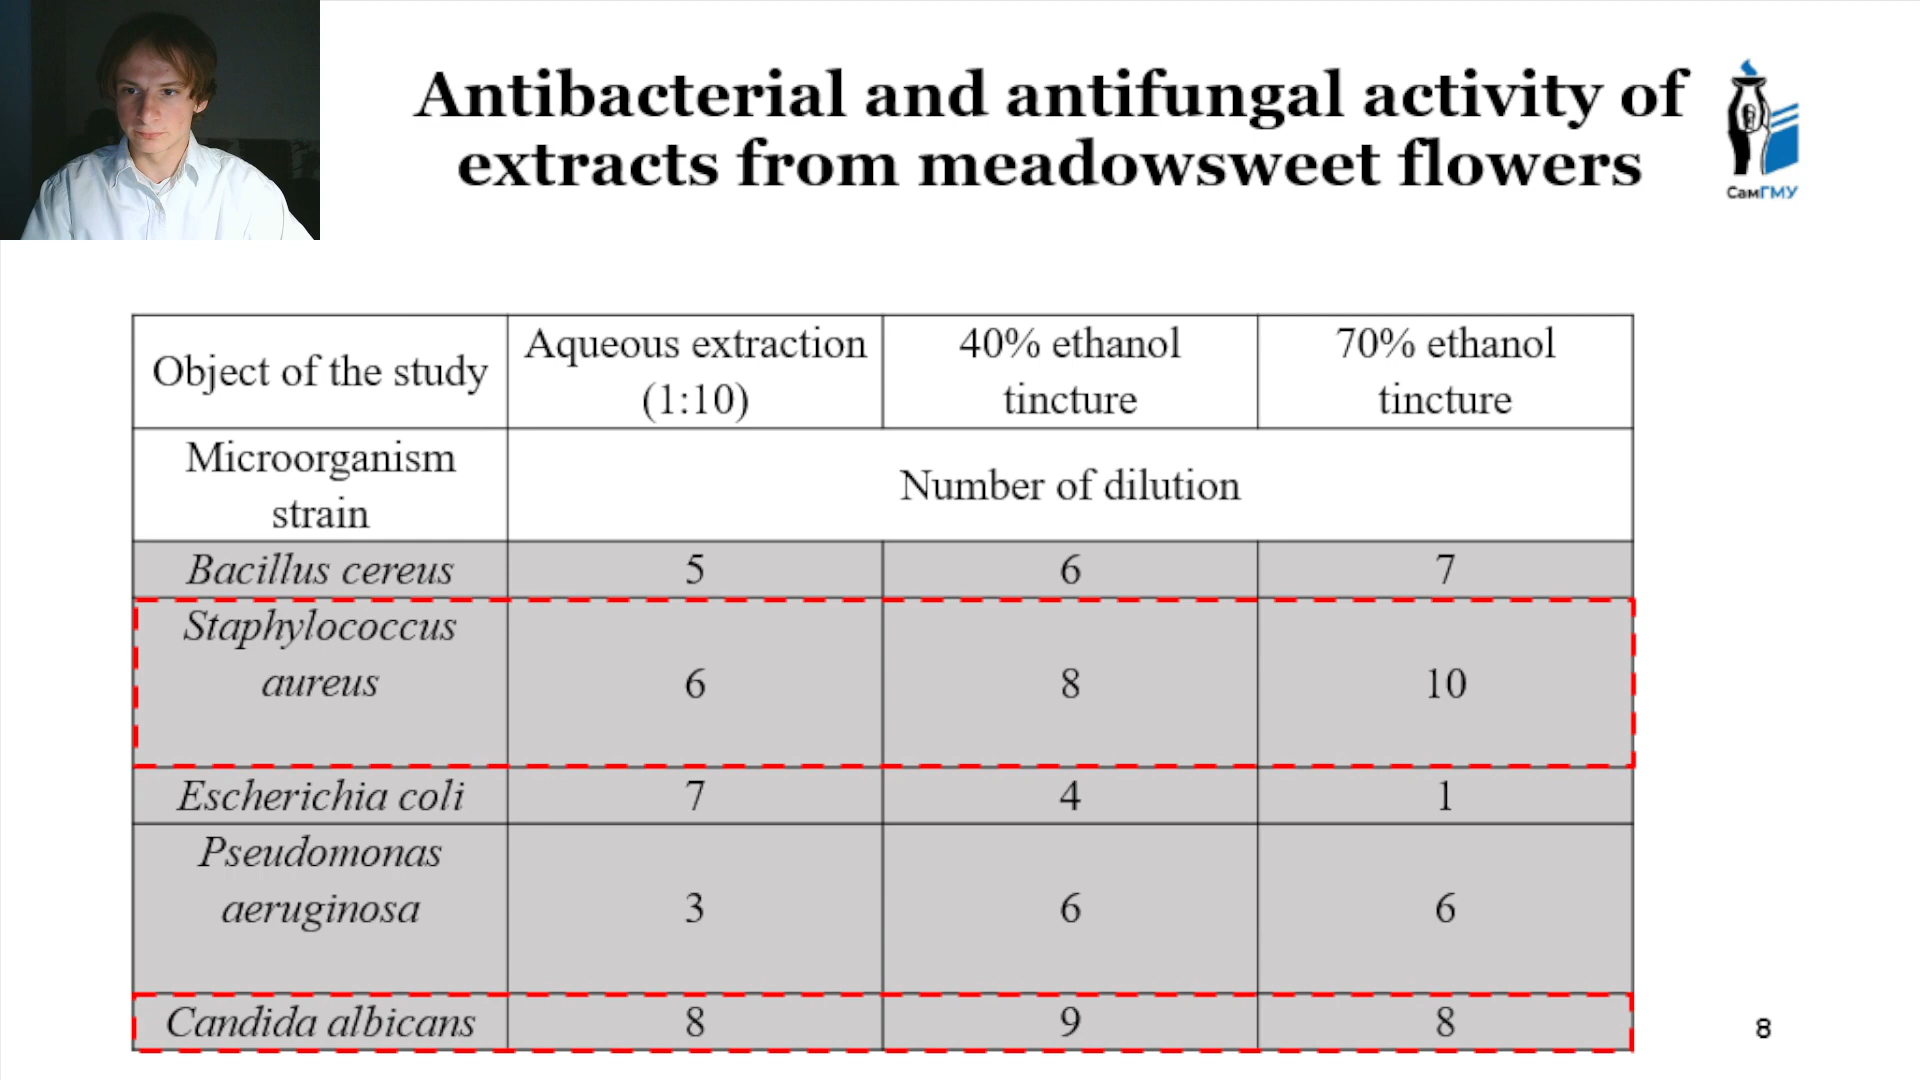 Antibacterial and antifungal activity of
extracts from meadowsweet flowers
СамГМУ
Object of the study
Aqueous extraction
(1:10)
40% ethanol
tincture
70% ethanol
tincture
Microorganism
strain
Number of dilution
Bacillus cereus 5 6 7
Staphylococcus
aureus 6 8 10
Escherichia coli 7 4 1
Pseudomonas
aeruginosa 3 6 6
Candida albicans 8 9 8
8